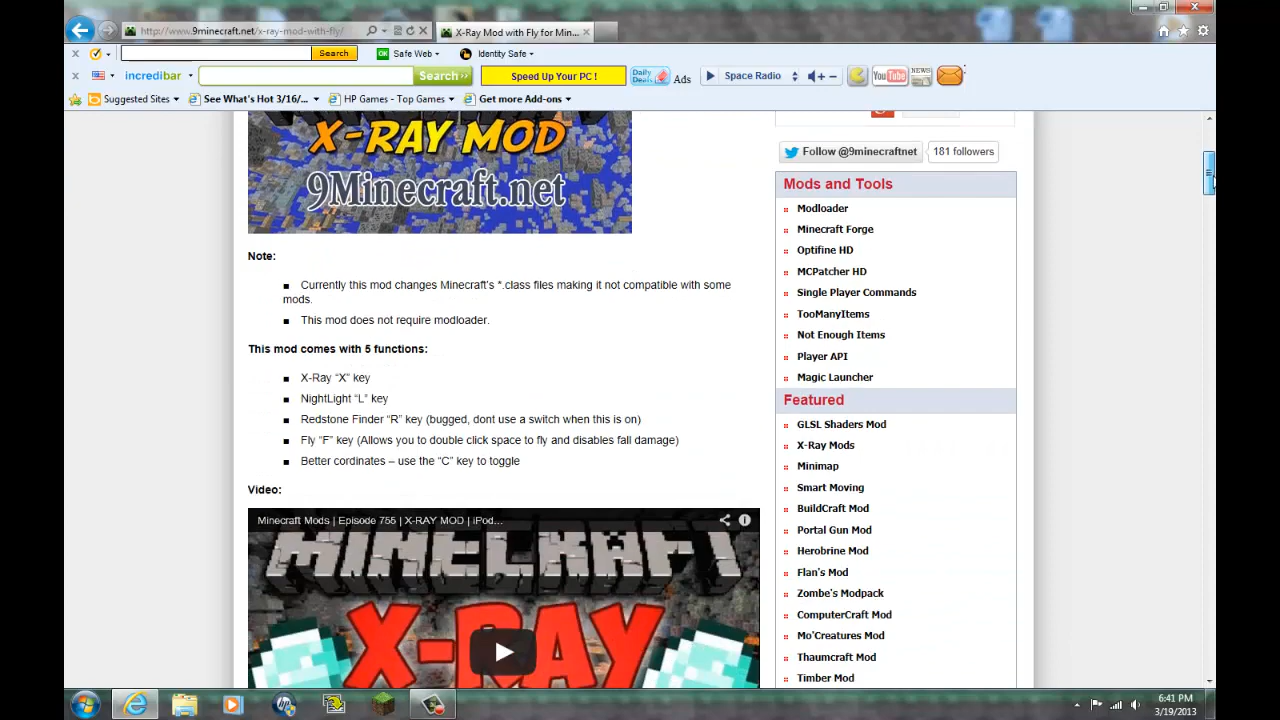 http://www.9minecraft.net/x-ray-mod-with-fly/
X-Ray Mod with Fly for Min...
Search
Safe Web
Identity Safe
incredibar
Search
Speed Up Your PC !
Daily Deals
Ads
Space Radio
You Tube
NEWS
Suggested Sites
See What's Hot 3/16/...
HP Games - Top Games
Get more Add-ons
X-RAY MOD
9Minecraft.net
Follow @9minecraftnet
181 followers
Note:
Currently this mod changes Minecraft's *.class files making it not compatible with some
mods.
This mod does not require modloader.
This mod comes with 5 functions:
X-Ray “X” key
NightLight “L” key
Redstone Finder “R” key (bugged, dont use a switch when this is on)
Fly “F” key (Allows you to double click space to fly and disables fall damage)
Better cordinates – use the “C” key to toggle
Video:
Minecraft Mods | Episode 755 | X-RAY MOD | iPod...
MINECRAFT
X-RAY
Mods and Tools
Modloader
Minecraft Forge
Optifine HD
MCPatcher HD
Single Player Commands
TooManyItems
Not Enough Items
Player API
Magic Launcher
Featured
GLSL Shaders Mod
X-Ray Mods
Minimap
Smart Moving
BuildCraft Mod
Portal Gun Mod
Herobrine Mod
Flan's Mod
Zombe's Modpack
ComputerCraft Mod
Mo'Creatures Mod
Thaumcraft Mod
Timber Mod
6:41 PM
3/19/2013